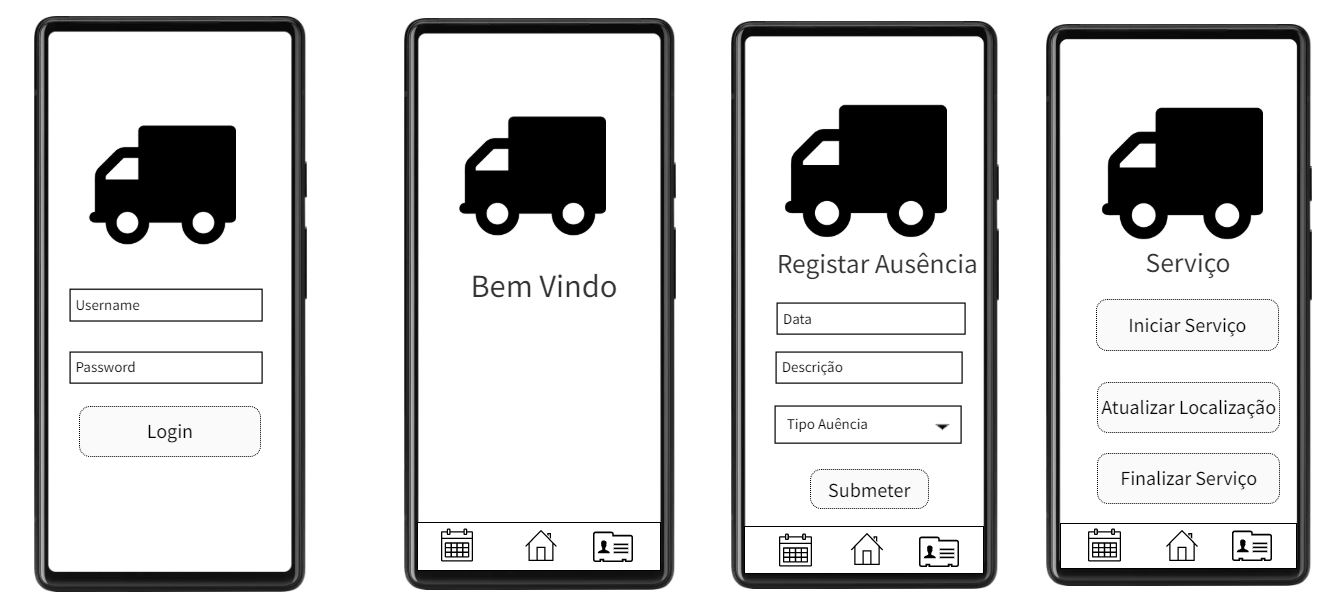 Username
Password
Login
Bem Vindo
Registar Ausência
Data
Descrição
Tipo Auência
Submeter
Serviço
Iniciar Serviço
Atualizar Localização
Finalizar Serviço